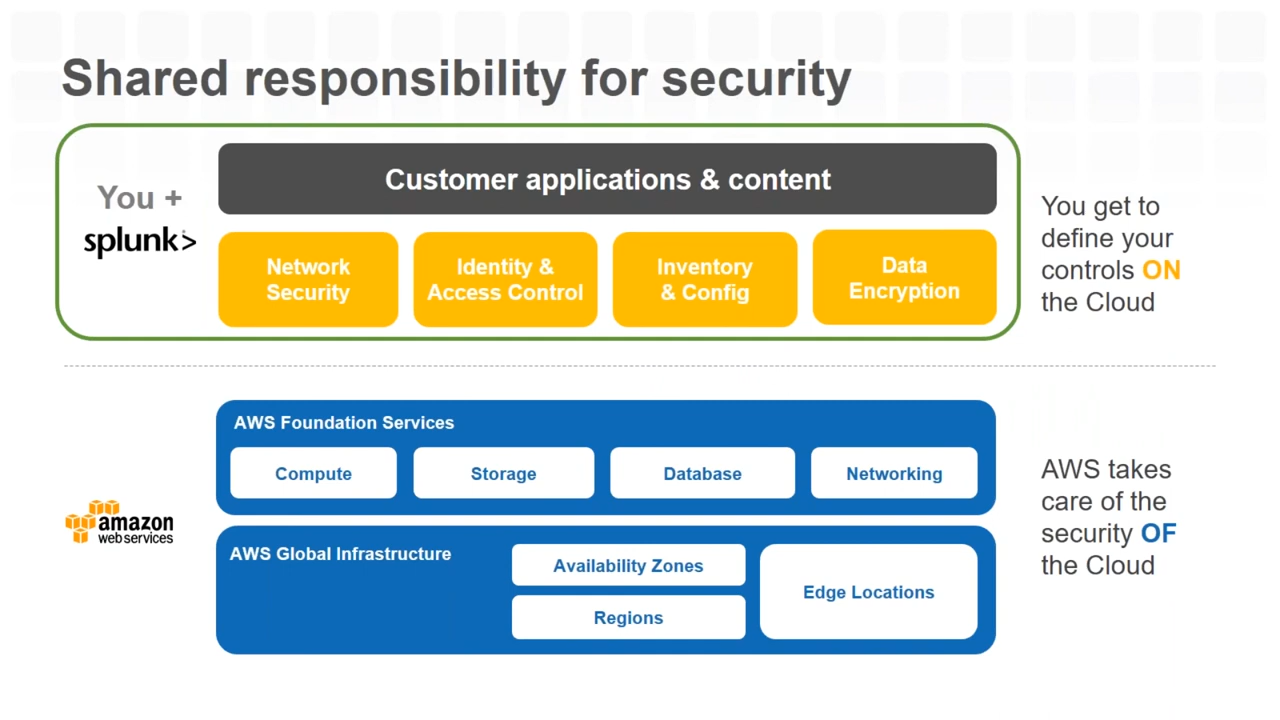 Shared responsibility for security
You +
splunk>
Customer applications & content
Network
Security
Identity &
Access Control
Inventory
& Config
Data
Encryption
You get to
define your
controls ON
the Cloud
AWS Foundation Services
Compute
Storage
Database
Networking
amazon
web services
AWS Global Infrastructure
Availability Zones
Regions
Edge Locations
AWS takes
care of the
security OF
the Cloud